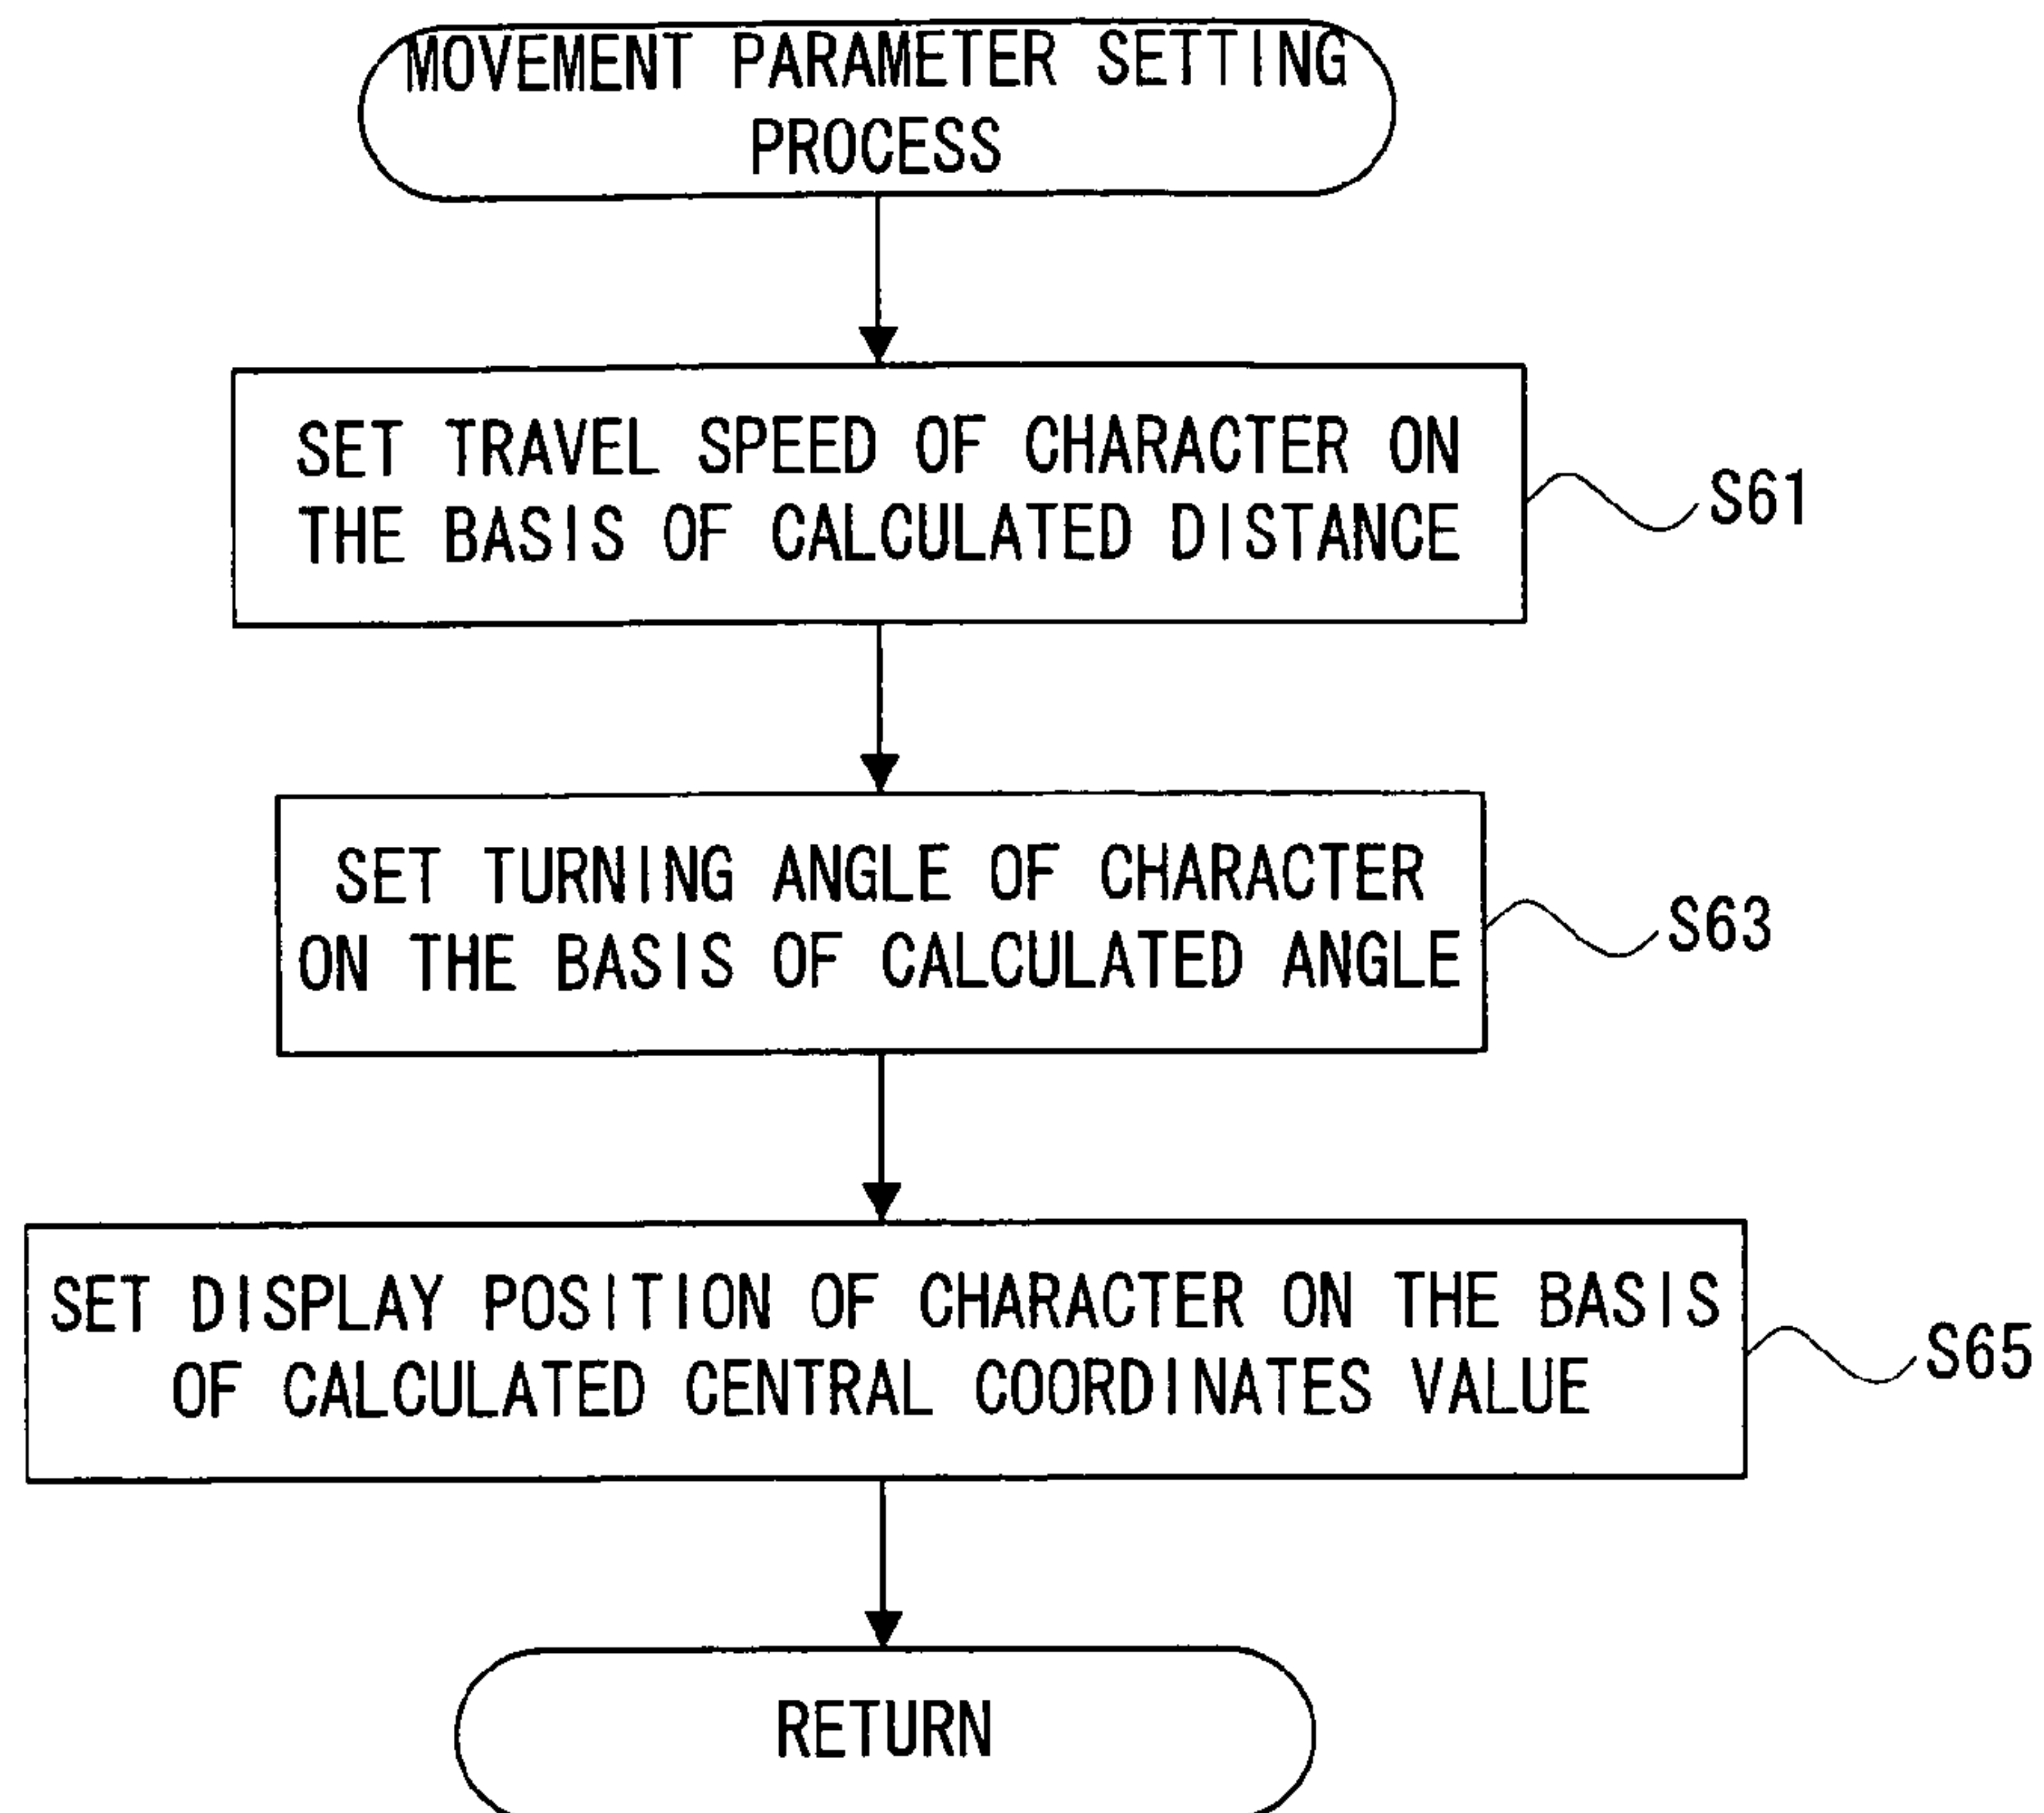 MOVEMENT PARAMETER SETTING
PROCESS
SET TRAVEL SPEED OF CHARACTER ON
THE BASIS OF CALCULATED DISTANCE
S61
SET TURNING ANGLE OF CHARACTER
ON THE BASIS OF CALCULATED ANGLE
S63
SET DISPLAY POSITION OF CHARACTER ON THE BASIS
OF CALCULATED CENTRAL COORDINATES VALUE
S65
RETURN